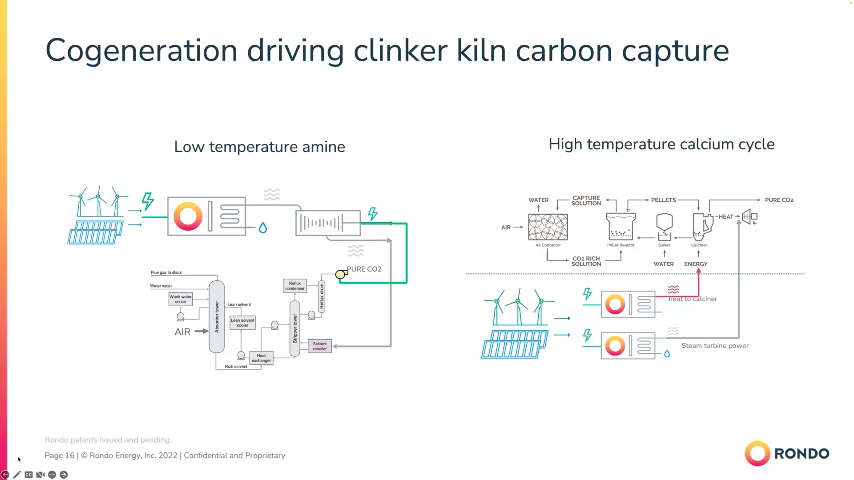 Cogeneration driving clinker kiln carbon capture
Low temperature amine
PURE CO2
Flue gas to stack
Water wash
Wash water
cooler
Absorber tower
AIR
Lean solvent
Lean solvent
cooler
Rich solvent
Heat
exchanger
Stripper tower
Reflux
condenser
Reflux drum
Solvent
reboiler
High temperature calcium cycle
WATER
CAPTURE
SOLUTION
PELLETS
PURE CO2
AIR
HEAT
Air Contactor
Pellet Reactor
Slaker
Calciner
CO2 RICH
SOLUTION
WATER
ENERGY
Heat to calciner
Steam turbine power
Rondo patents issued and pending.
Page 16 | © Rondo Energy, Inc. 2022 | Confidential and Proprietary
RONDO